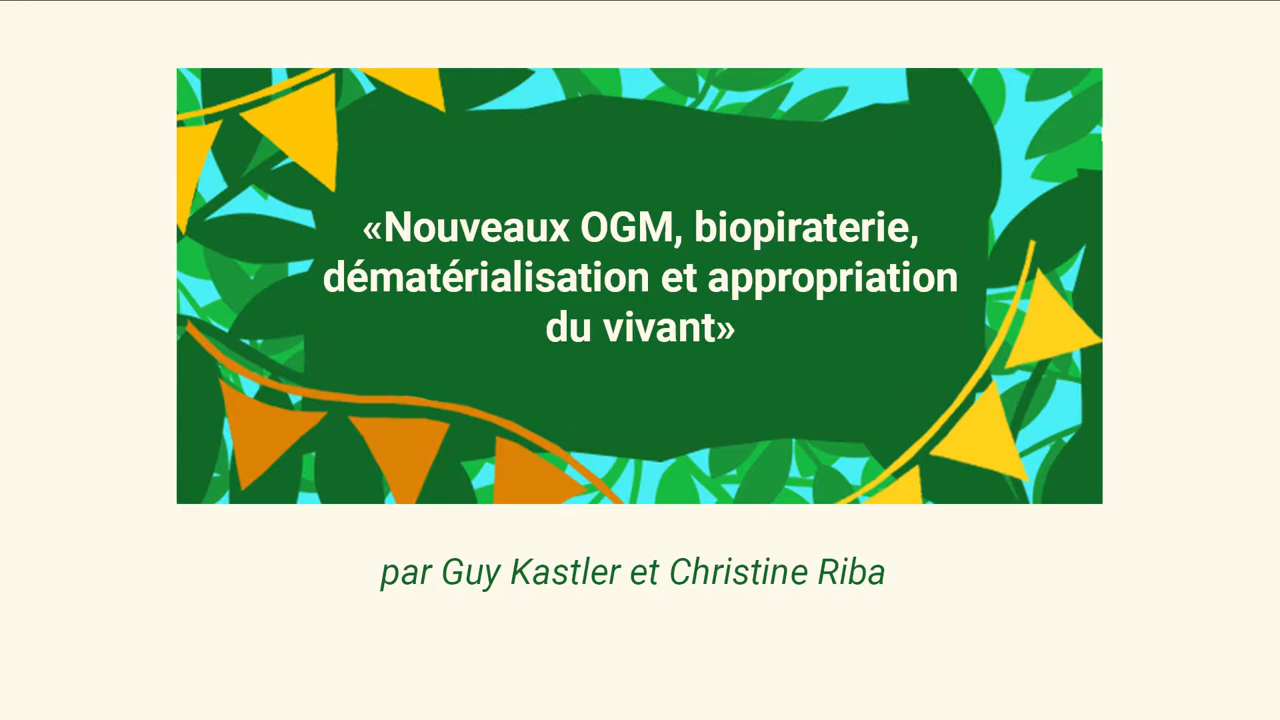 «Nouveaux OGM, biopiraterie,
dématérialisation et appropriation
du vivant»
par Guy Kastler et Christine Riba